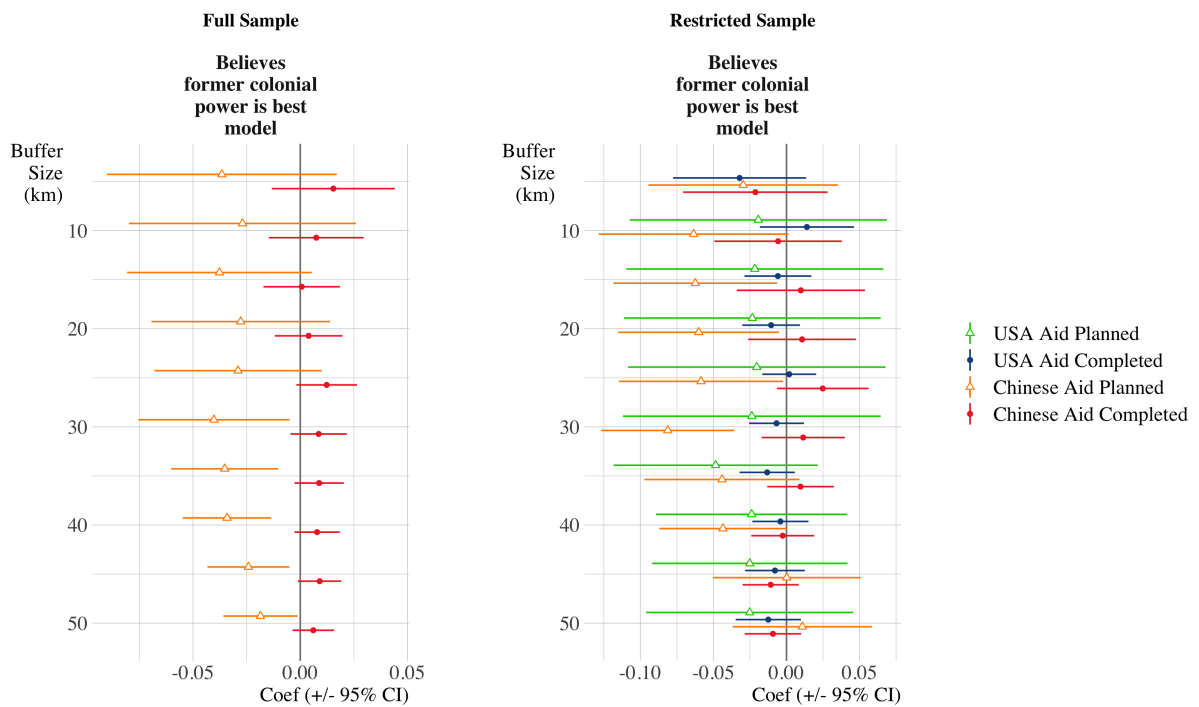 Full Sample
Believes
former colonial
power is best
model
Buffer
Size
(km)
10
20
30
40
50
-0.05
0.00
0.05
Coef (+/- 95% CI)
Restricted Sample
Believes
former colonial
power is best
model
Buffer
Size
(km)
10
20
30
40
50
-0.10
-0.05
0.00
0.05
Coef (+/- 95% CI)
USA Aid Planned
USA Aid Completed
Chinese Aid Planned
Chinese Aid Completed